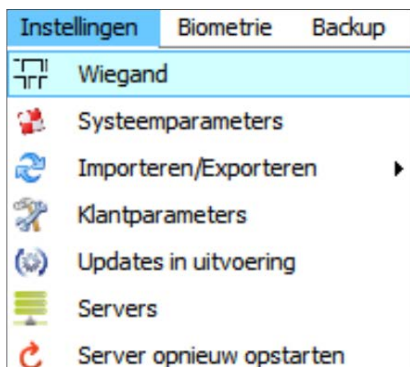 Instellingen Biometrie Backup
Wiegand
Systeemparameters
Importeren/Exporteren
Klantparameters
Updates in uitvoering
Servers
Server opnieuw opstarten